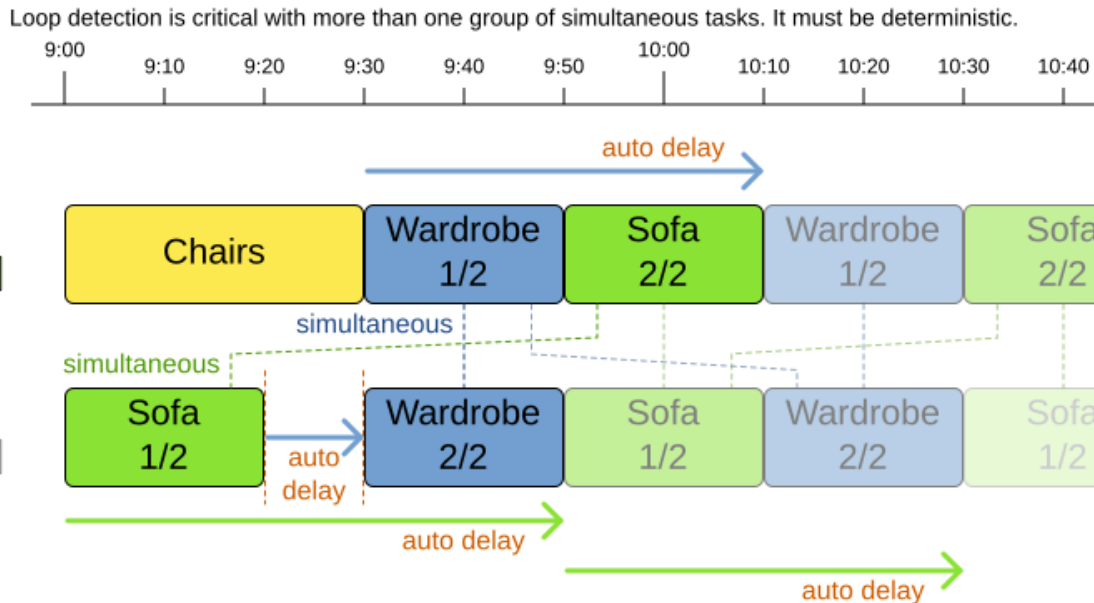 Loop detection is critical with more than one group of simultaneous tasks. It must be deterministic.
9:00
10:00
9:10
9:20
9:30
9:40
9:50
10:10
10:20
10:30
10:40
auto delay
Chairs
Wardrobe
1/2
Sofa
2/2
Wardrobe
1/2
Sofa
2/2
simultaneous
simultaneous
Sofa
1/2
auto
delay
Wardrobe
2/2
Sofa
1/2
Wardrobe
2/2
Sofa
1/2
auto delay
auto delay